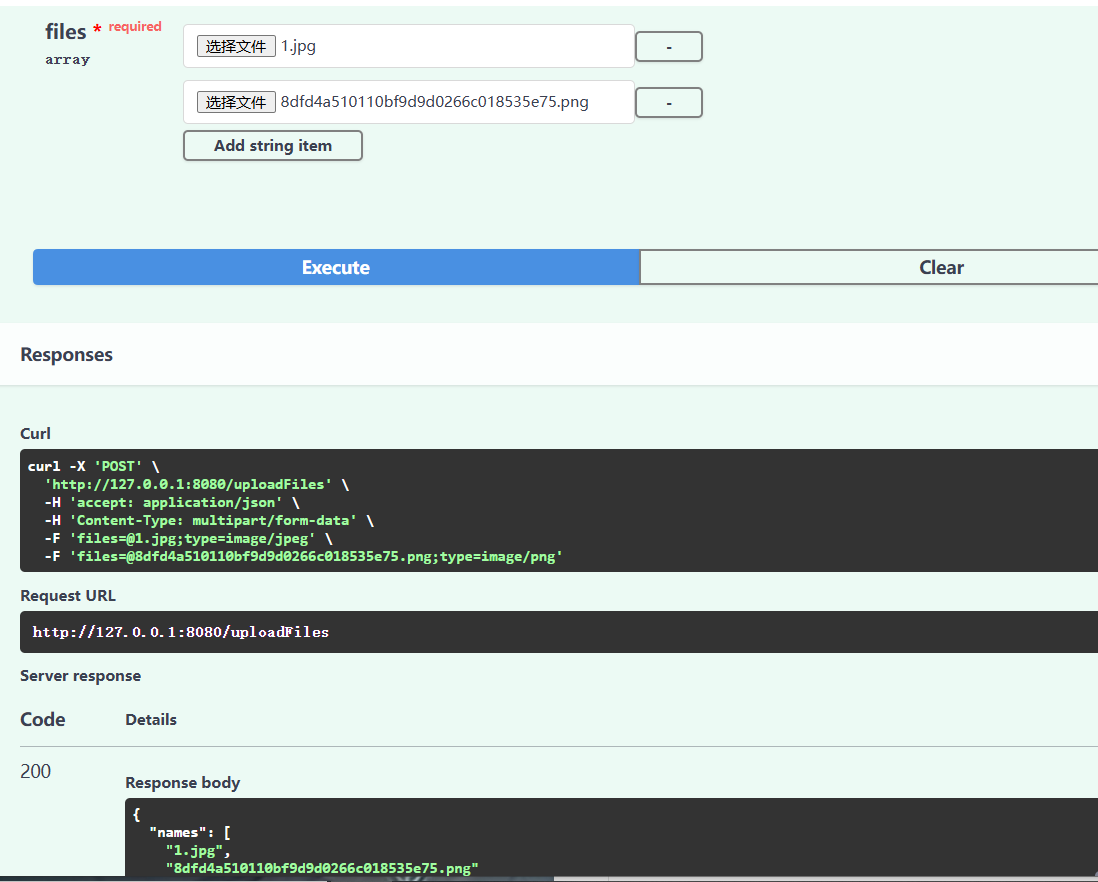 files * required
array
选择文件 1.jpg
-
选择文件 8dfd4a510110bf9d9d0266c018535e75.png
-
Add string item
Execute
Clear
Responses
Curl
curl -X 'POST' \
  'http://127.0.0.1:8080/uploadFiles' \
  -H 'accept: application/json' \
  -H 'Content-Type: multipart/form-data' \
  -F 'files=@1.jpg;type=image/jpeg' \
  -F 'files=@8dfd4a510110bf9d9d0266c018535e75.png;type=image/png'
Request URL
http://127.0.0.1:8080/uploadFiles
Server response
Code Details
200
Response body
{
  "names": [
    "1.jpg",
    "8dfd4a510110bf9d9d0266c018535e75.png"